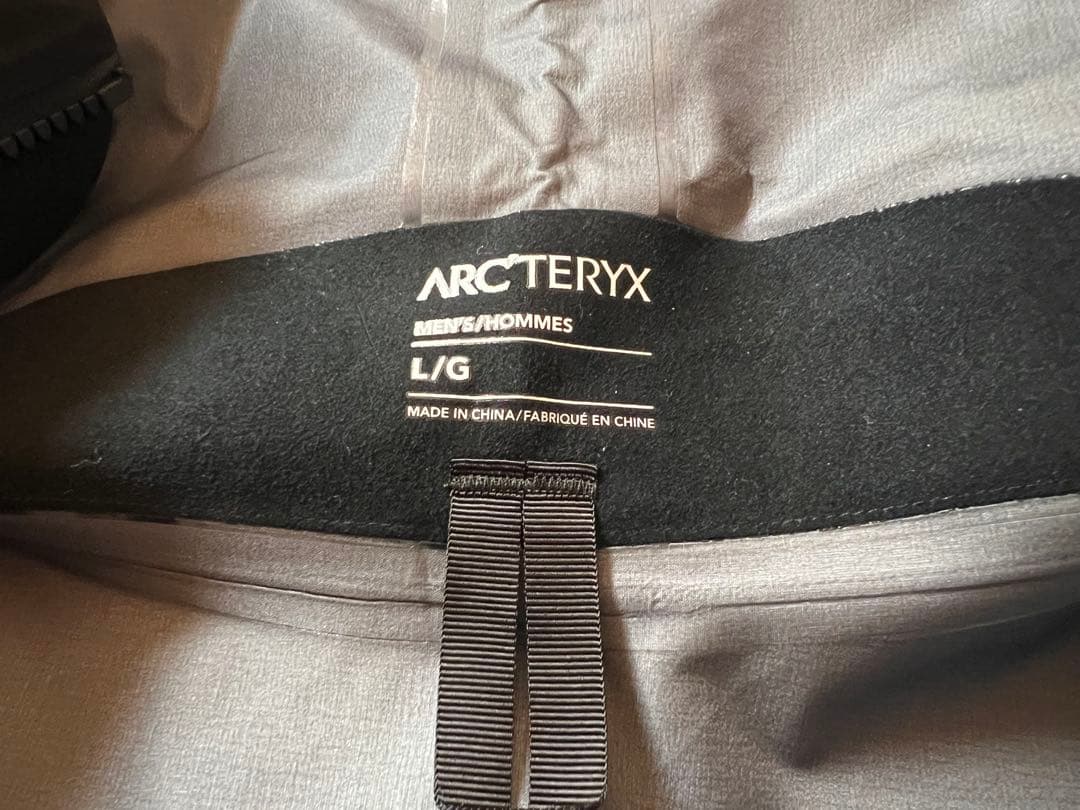 ARC'TERYX
MEN'S/HOMMES
L/G
MADE IN CHINA/FABRIQUÉ EN CHINE